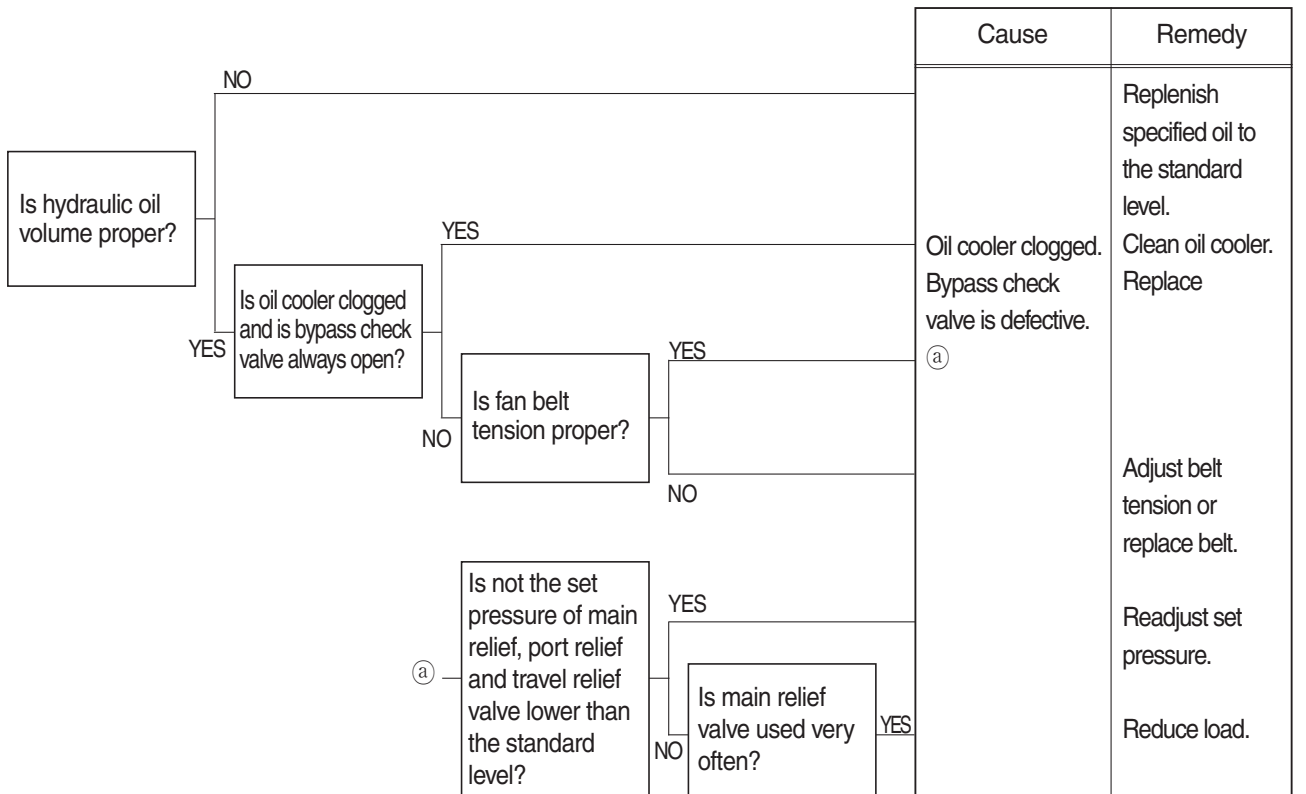 Cause
Remedy
NO
Is hydraulic oil
volume proper?
YES
Is oil cooler clogged
and is bypass check
valve always open?
YES
NO
Is fan belt
tension proper?
YES
NO
ⓐ
Is not the set
pressure of main
relief, port relief
and travel relief
valve lower than
the standard
level?
YES
NO
Is main relief
valve used very
often?
YES
Oil cooler clogged.
Bypass check
valve is defective.
ⓐ
Replenish
specified oil to
the standard
level.
Clean oil cooler.
Replace
Adjust belt
tension or
replace belt.
Readjust set
pressure.
Reduce load.